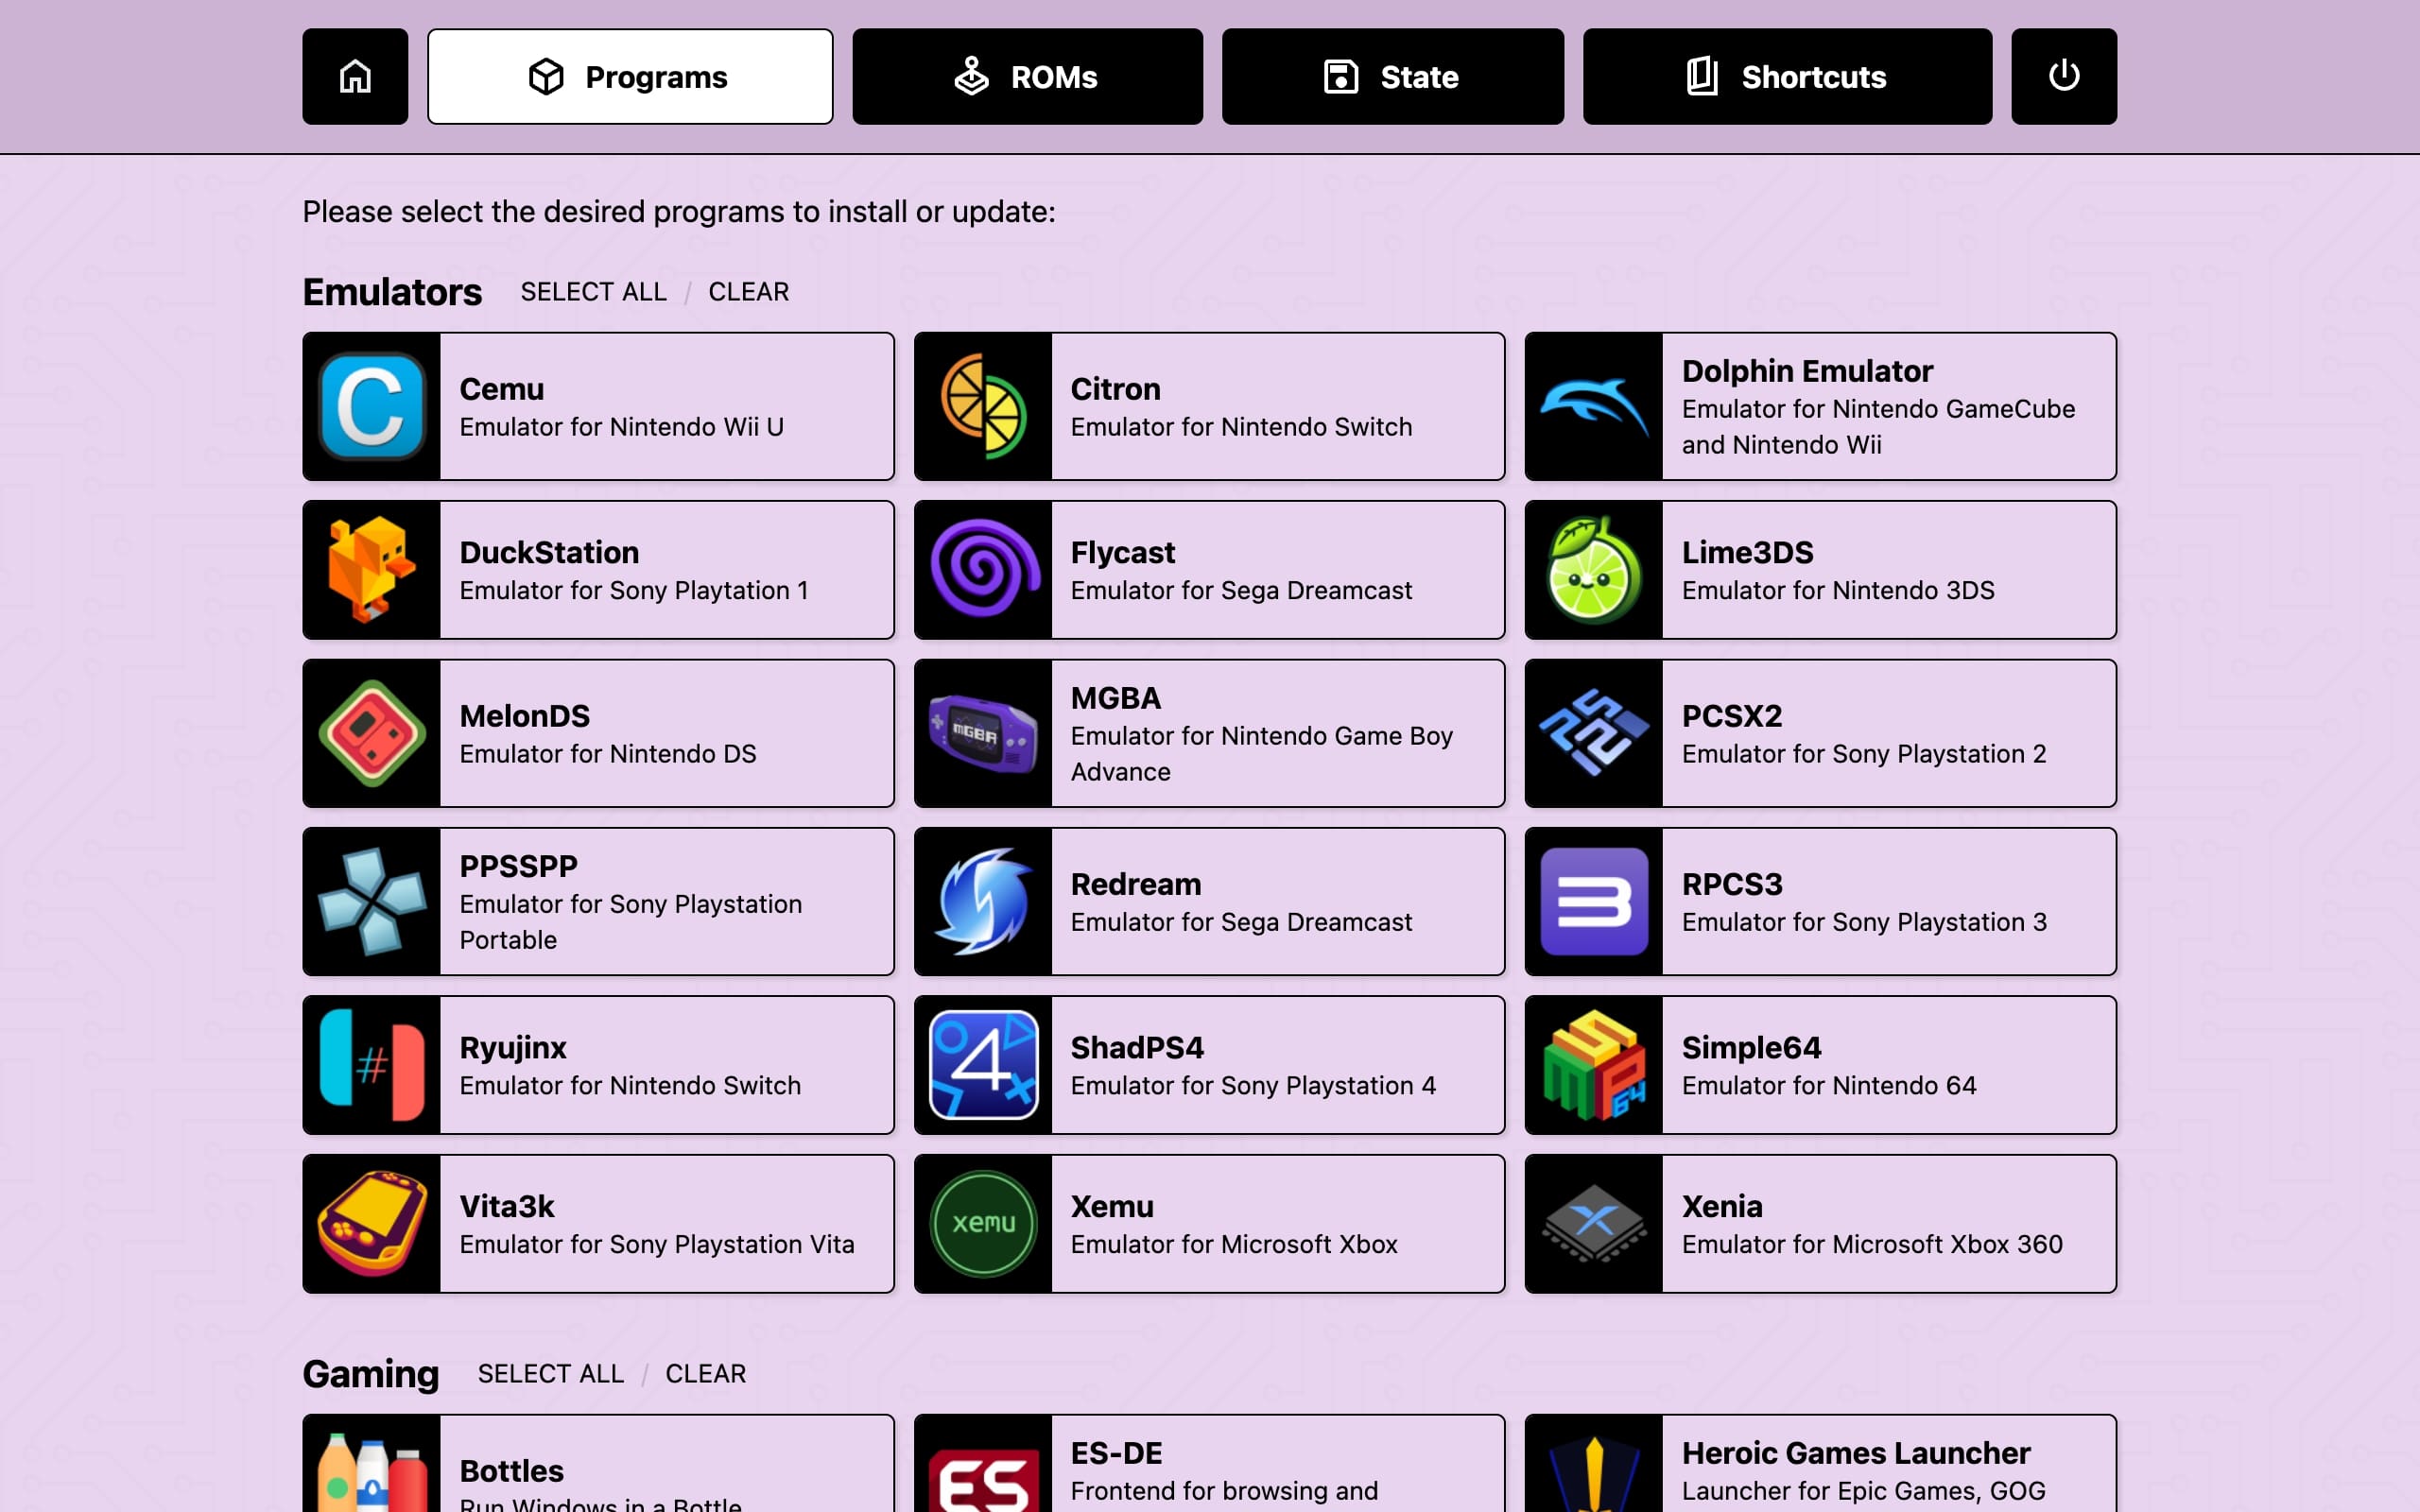 Programs
ROMs
State
Shortcuts
Please select the desired programs to install or update:
Emulators
SELECT ALL / CLEAR
C
Cemu
Emulator for Nintendo Wii U
Citron
Emulator for Nintendo Switch
Dolphin Emulator
Emulator for Nintendo GameCube
and Nintendo Wii
DuckStation
Emulator for Sony Playtation 1
Flycast
Emulator for Sega Dreamcast
Lime3DS
Emulator for Nintendo 3DS
MelonDS
Emulator for Nintendo DS
mGBA
MGBA
Emulator for Nintendo Game Boy
Advance
PCSX2
Emulator for Sony Playstation 2
PPSSPP
Emulator for Sony Playstation
Portable
Redream
Emulator for Sega Dreamcast
3
RPCS3
Emulator for Sony Playstation 3
#
Ryujinx
Emulator for Nintendo Switch
4
ShadPS4
Emulator for Sony Playstation 4
64
Simple64
Emulator for Nintendo 64
Vita3k
Emulator for Sony Playstation Vita
xemu
Xemu
Emulator for Microsoft Xbox
X
Xenia
Emulator for Microsoft Xbox 360
Gaming
SELECT ALL / CLEAR
Bottles
Run Windows in a Bottle
ES
ES-DE
Frontend for browsing and
Heroic Games Launcher
Launcher for Epic Games, GOG